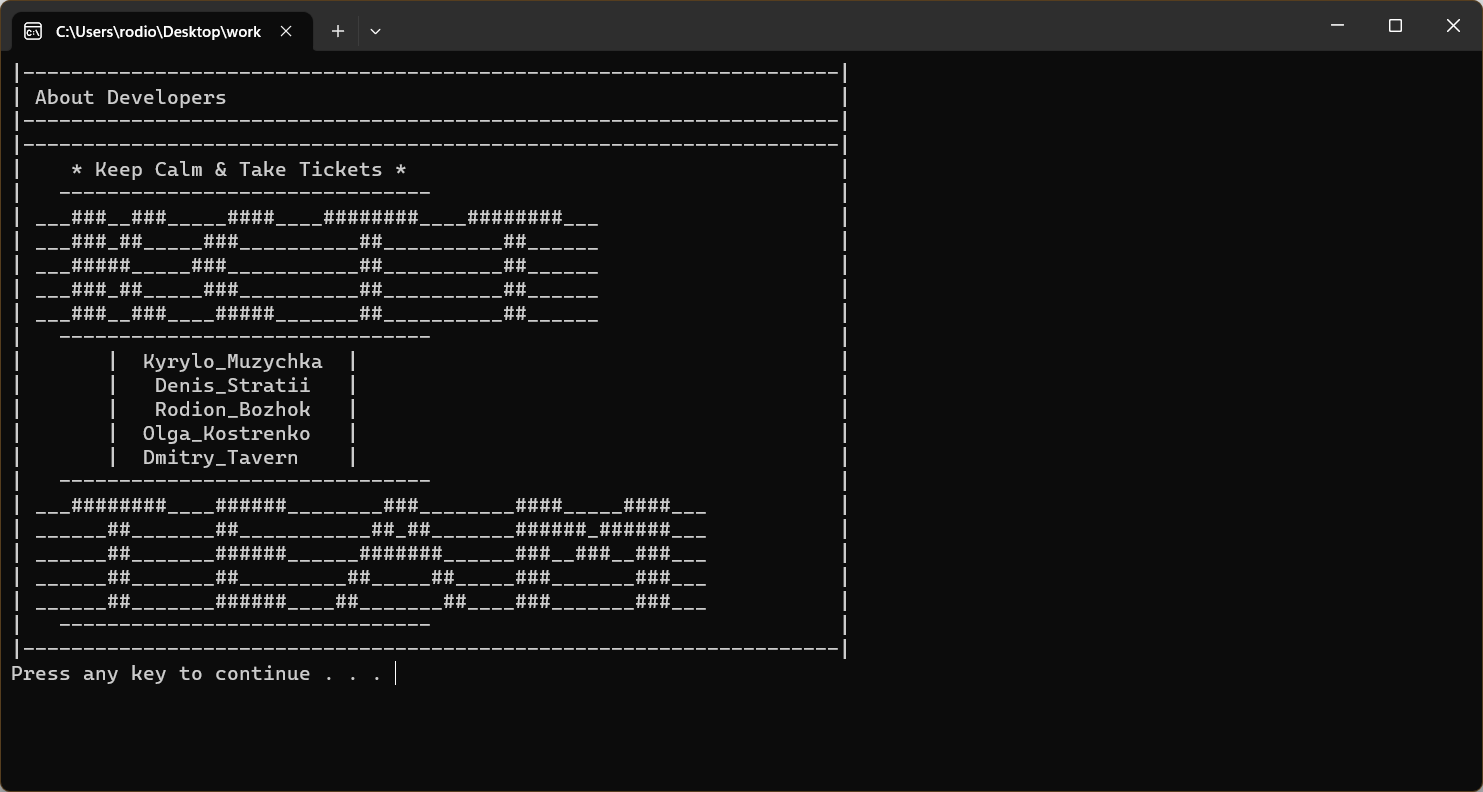 C:\Users\rodio\Desktop\work
|--------------------------------------------------------------------|
| About Developers                                                   |
|--------------------------------------------------------------------|
|--------------------------------------------------------------------|
|    * Keep Calm & Take Tickets *                                    |
|   -------------------------------                                  |
| ___###__###_____####____########____########___                    |
| ___###_##_____###__________##__________##______                    |
| ___#####_____###___________##__________##______                    |
| ___###_##_____###__________##__________##______                    |
| ___###__###____#####_______##__________##______                    |
|   -------------------------------                                  |
|       |  Kyrylo_Muzychka  |                                        |
|       |   Denis_Stratii   |                                        |
|       |   Rodion_Bozhok   |                                        |
|       |  Olga_Kostrenko   |                                        |
|       |  Dmitry_Tavern    |                                        |
|   -------------------------------                                  |
| ___########____######________###________####_____####___           |
| ______##_______##___________##_##_______######_######___           |
| ______##_______######______#######______###__###__###___           |
| ______##_______##_________##_____##_____###_______###___           |
| ______##_______######____##_______##____###_______###___           |
|   -------------------------------                                  |
|--------------------------------------------------------------------|
Press any key to continue . . .